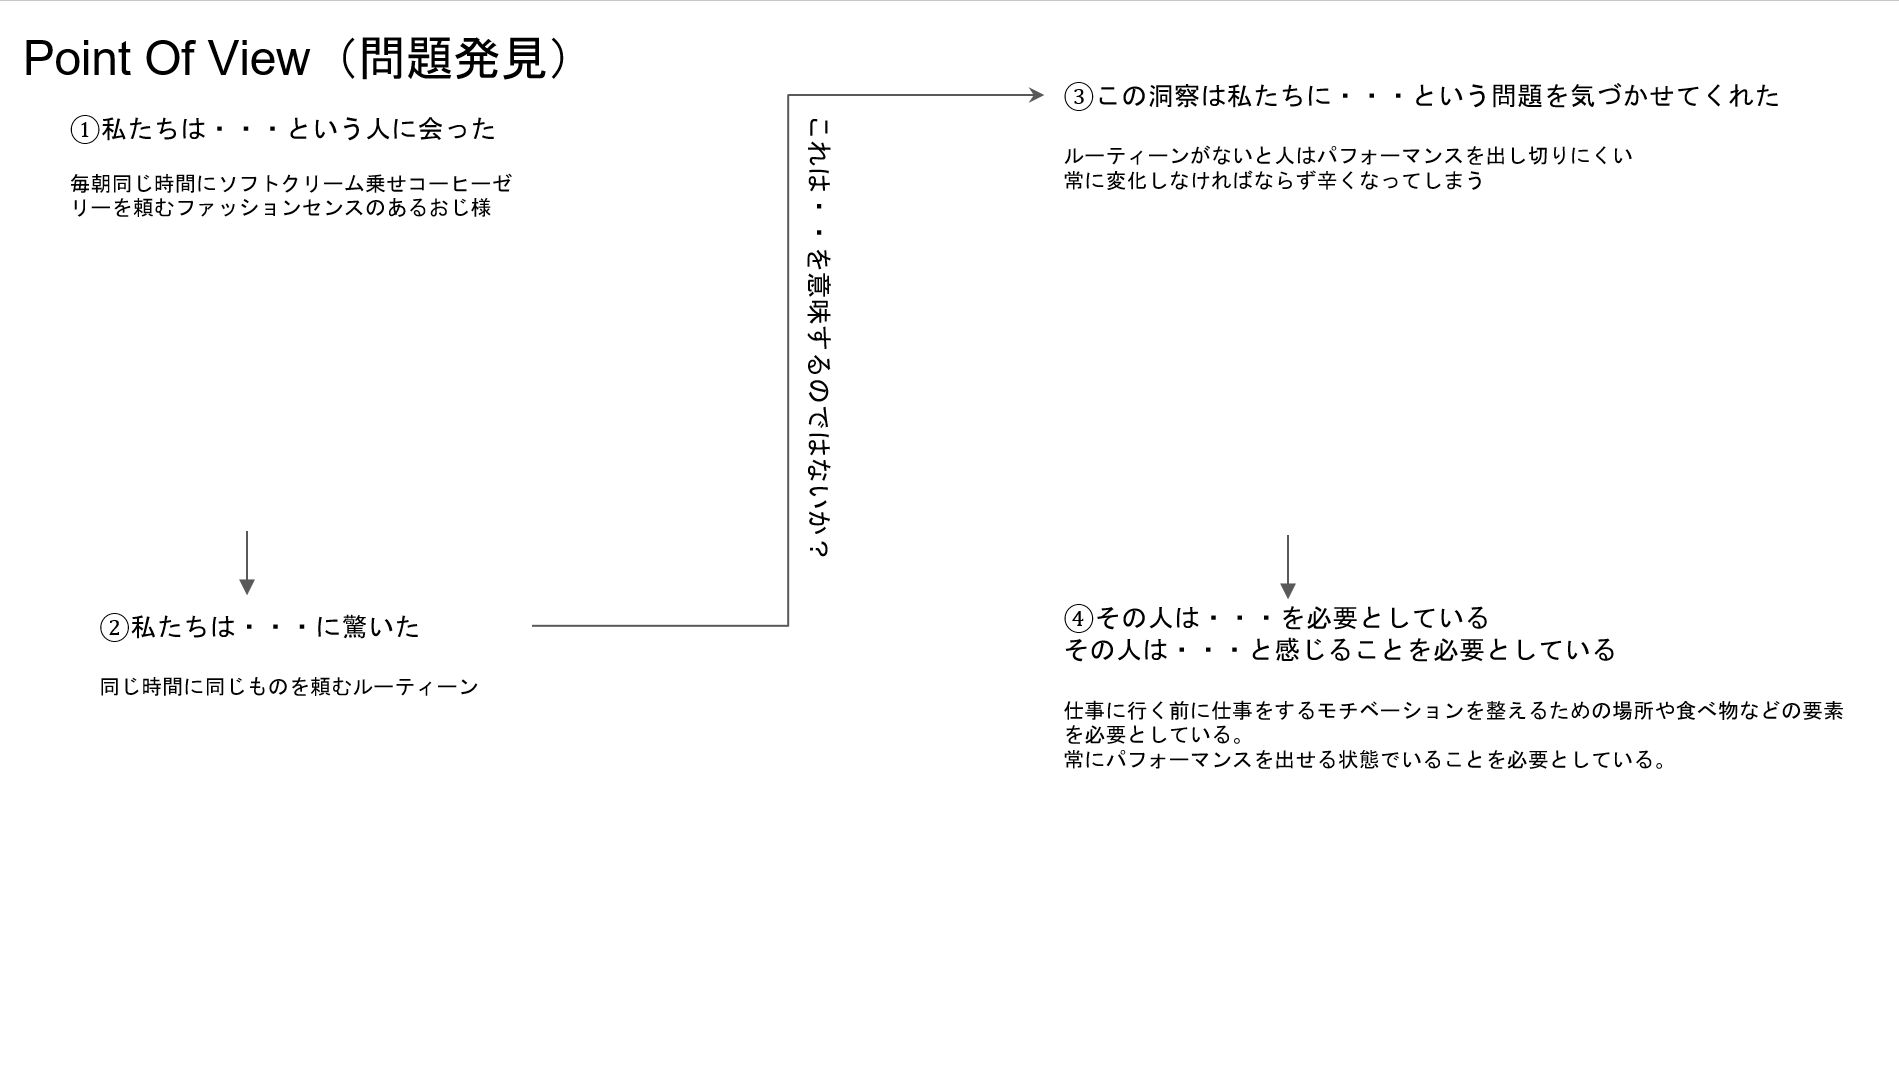 Point Of View（問題発見）
①私たちは・・・という人に会った
毎朝同じ時間にソフトクリーム乗せコーヒーゼ
リーを頼むファッションセンスのあるおじ様
②私たちは・・・に驚いた
同じ時間に同じものを頼むルーティーン
これは・・を意味するのではないか？
③この洞察は私たちに・・・という問題を気づかせてくれた
ルーティーンがないと人はパフォーマンスを出し切りにくい
常に変化しなければならず辛くなってしまう
④その人は・・・を必要としている
その人は・・・と感じることを必要としている
仕事に行く前に仕事をするモチベーションを整えるための場所や食べ物などの要素
を必要としている。
常にパフォーマンスを出せる状態でいることを必要としている。